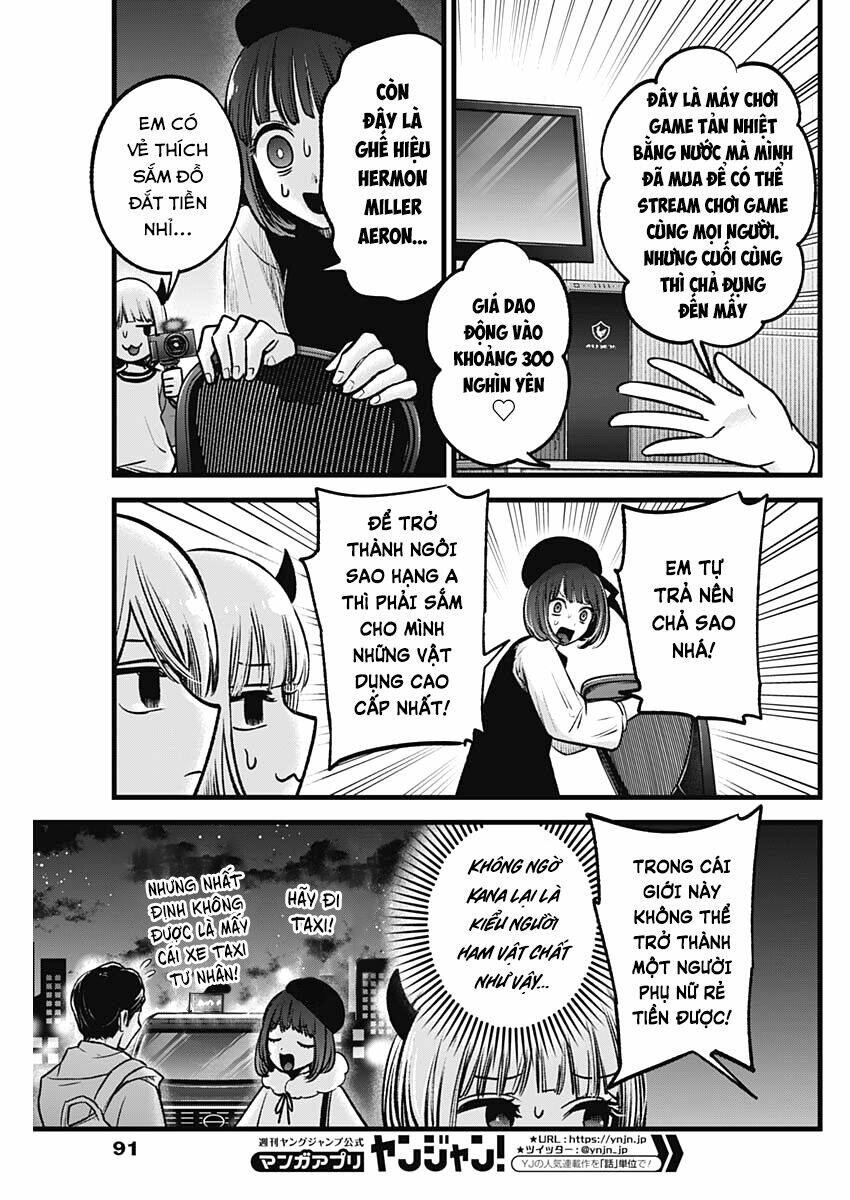 ĐÂY LÀ MÁY CHƠI
GAME TẢN NHIỆT
BẰNG NƯỚC MÀ MÌNH
ĐÃ MUA ĐỂ CÓ THỂ
STREAM CHƠI GAME
CÙNG MỌI NGƯỜI.
NHƯNG CUỐI CÙNG
THÌ CHẢ ĐỤNG
ĐẾN MẤY
GIÁ DAO
ĐỘNG VÀO
KHOẢNG 300
NGHÌN YÊN
♡
CÒN
ĐÂY LÀ
GHẾ HIỆU
HERMON
MILLER
AERON...
EM CÓ
VẺ THÍCH
SẮM ĐỒ
ĐẮT TIỀN
NHỈ...
EM TỰ
TRẢ NÊN
CHẢ SAO
NHÁ!
ĐỂ TRỞ
THÀNH NGÔI
SAO HẠNG A
THÌ PHẢI SẮM
CHO MÌNH
NHỮNG VẬT
DỤNG CAO
CẤP NHẤT!
TRONG CÁI
GIỚI NÀY
KHÔNG THỂ
TRỞ THÀNH
MỘT NGƯỜI
PHỤ NỮ RẺ
TIỀN ĐƯỢC!
KHÔNG NGỜ
KANA LẠI LÀ
KIỂU NGƯỜI
HAM VẬT CHẤT
NHƯ VẬY...
HÃY ĐI
TAXI!
NHƯNG NHẤT
ĐỊNH KHÔNG
ĐƯỢC LÀ MẤY
CÁI XE TAXI
TƯ NHÂN!
91
週刊ヤングジャンプ公式
マンガアプリ
ヤンジャン!
★URL:https://ynjn.jp
★ツイッター:@ynjn_jp
YJの人気連載作を「話」単位で!